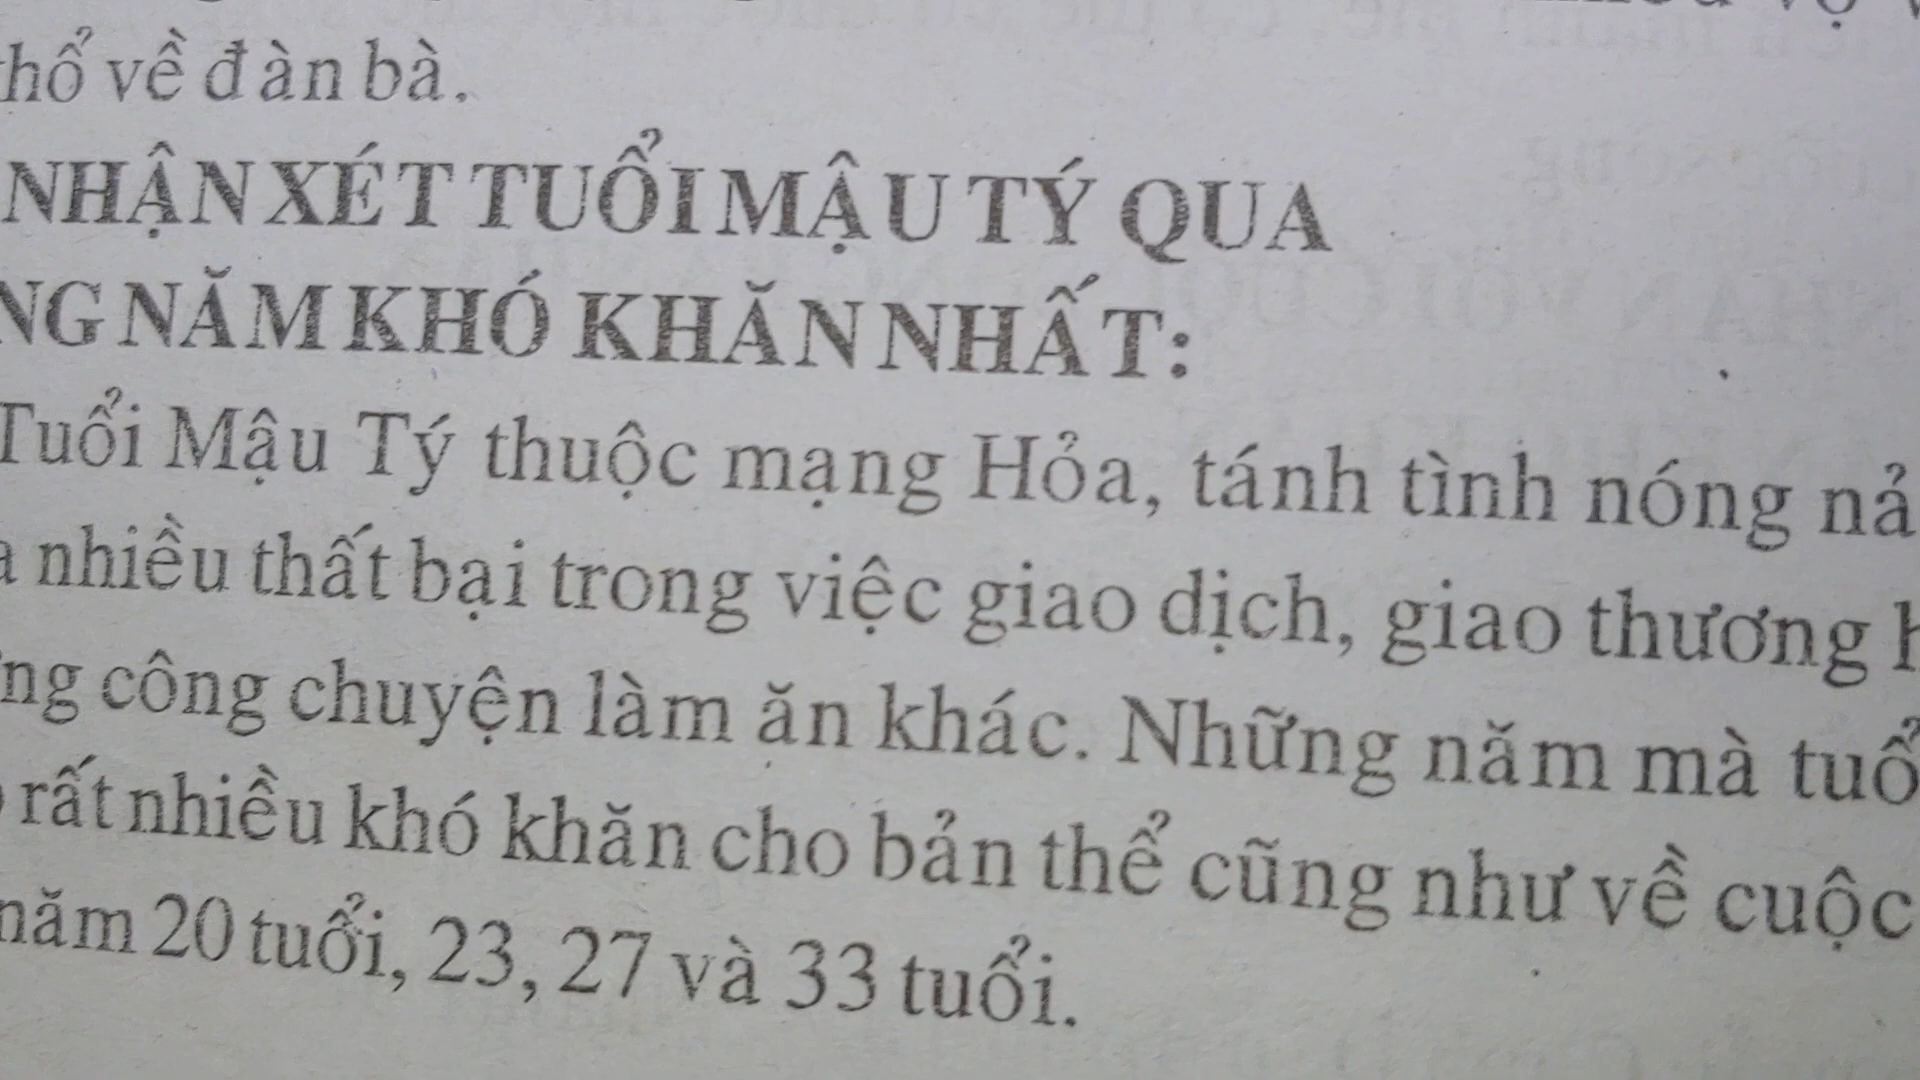 hổ về đàn bà.
NHẬN XÉT TUỔI MẬU TÝ QUA
NG NĂM KHÓ KHĂN NHẤT:
Tuổi Mậu Tý thuộc mạng Hỏa, tánh tình nóng nả
nhiều thất bại trong việc giao dịch, giao thương
ng công chuyện làm ăn khác. Những năm mà tuổ
rất nhiều khó khăn cho bản thể cũng như về cuộc
năm 20 tuổi, 23, 27 và 33 tuổi.